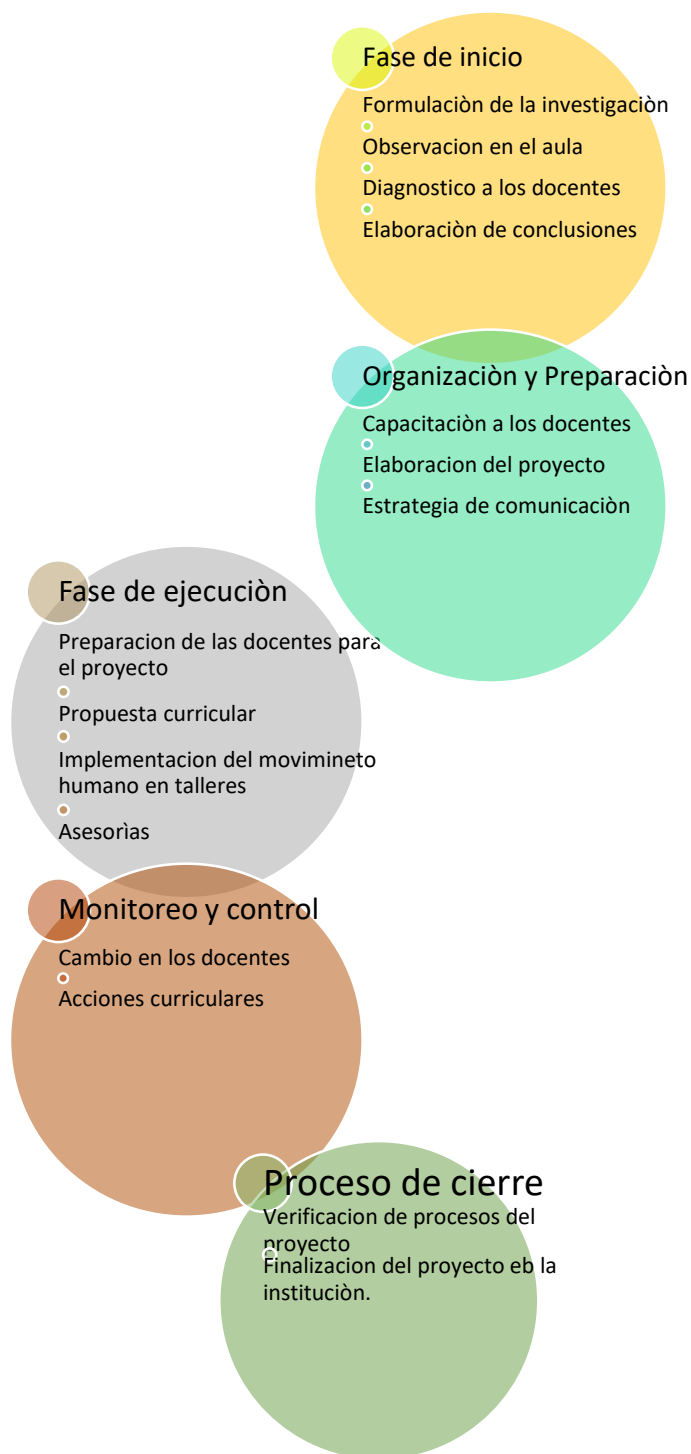 Fase de inicio
Formulaciòn de la investigaciòn
Observacion en el aula
Diagnostico a los docentes
Elaboraciòn de conclusiones
Organizaciòn y Preparaciòn
Capacitaciòn a los docentes
Elaboracion del proyecto
Estrategia de comunicaciòn
Fase de ejecuciòn
Preparacion de las docentes para
el proyecto
Propuesta curricular
Implementacion del movimineto
humano en talleres
Asesorìas
Monitoreo y control
Cambio en los docentes
Acciones curriculares
Proceso de cierre
Verificacion de procesos del
proyecto
Finalizacion del proyecto eb la
instituciòn.